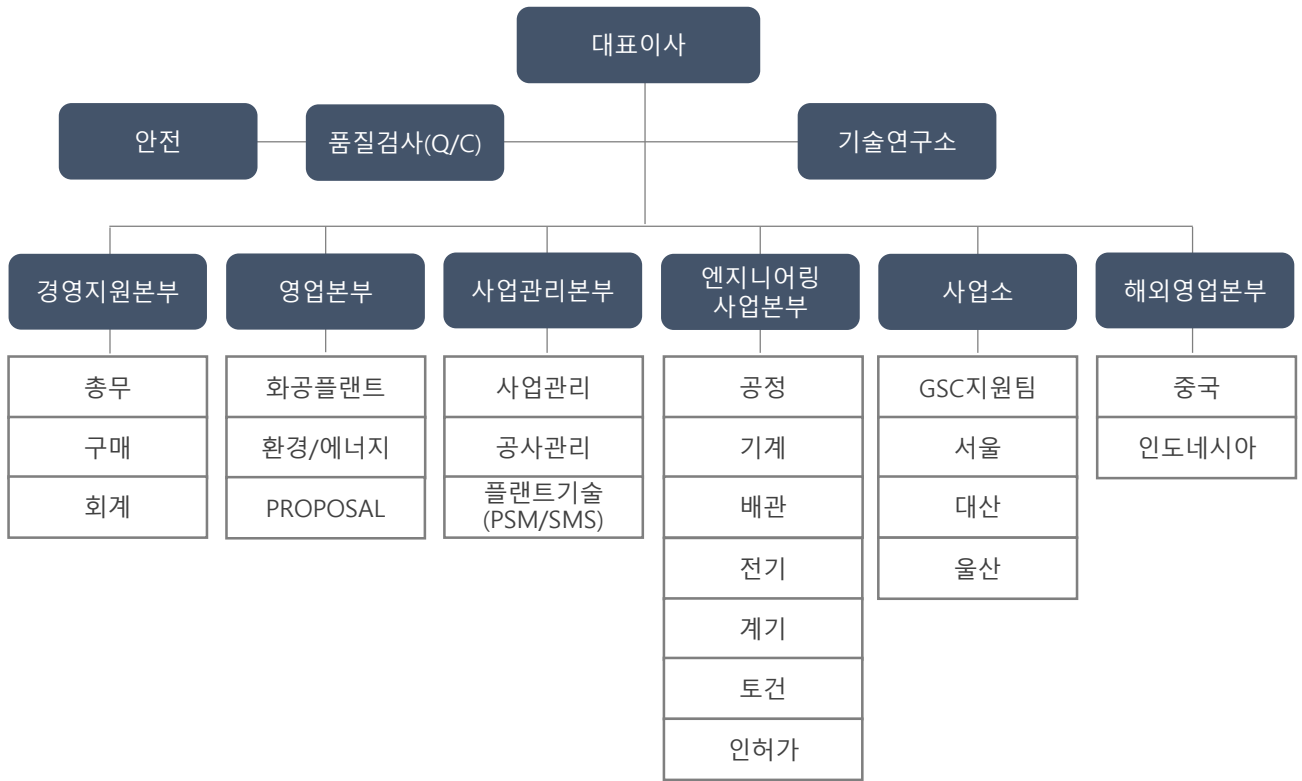 대표이사
안전
품질검사(Q/C)
기술연구소
경영지원본부
영업본부
사업관리본부
엔지니어링
사업본부
사업소
해외영업본부
총무
구매
회계
화공플랜트
환경/에너지
PROPOSAL
사업관리
공사관리
플랜트기술
(PSM/SMS)
공정
기계
배관
전기
계기
토건
인허가
GSC지원팀
서울
대산
울산
중국
인도네시아